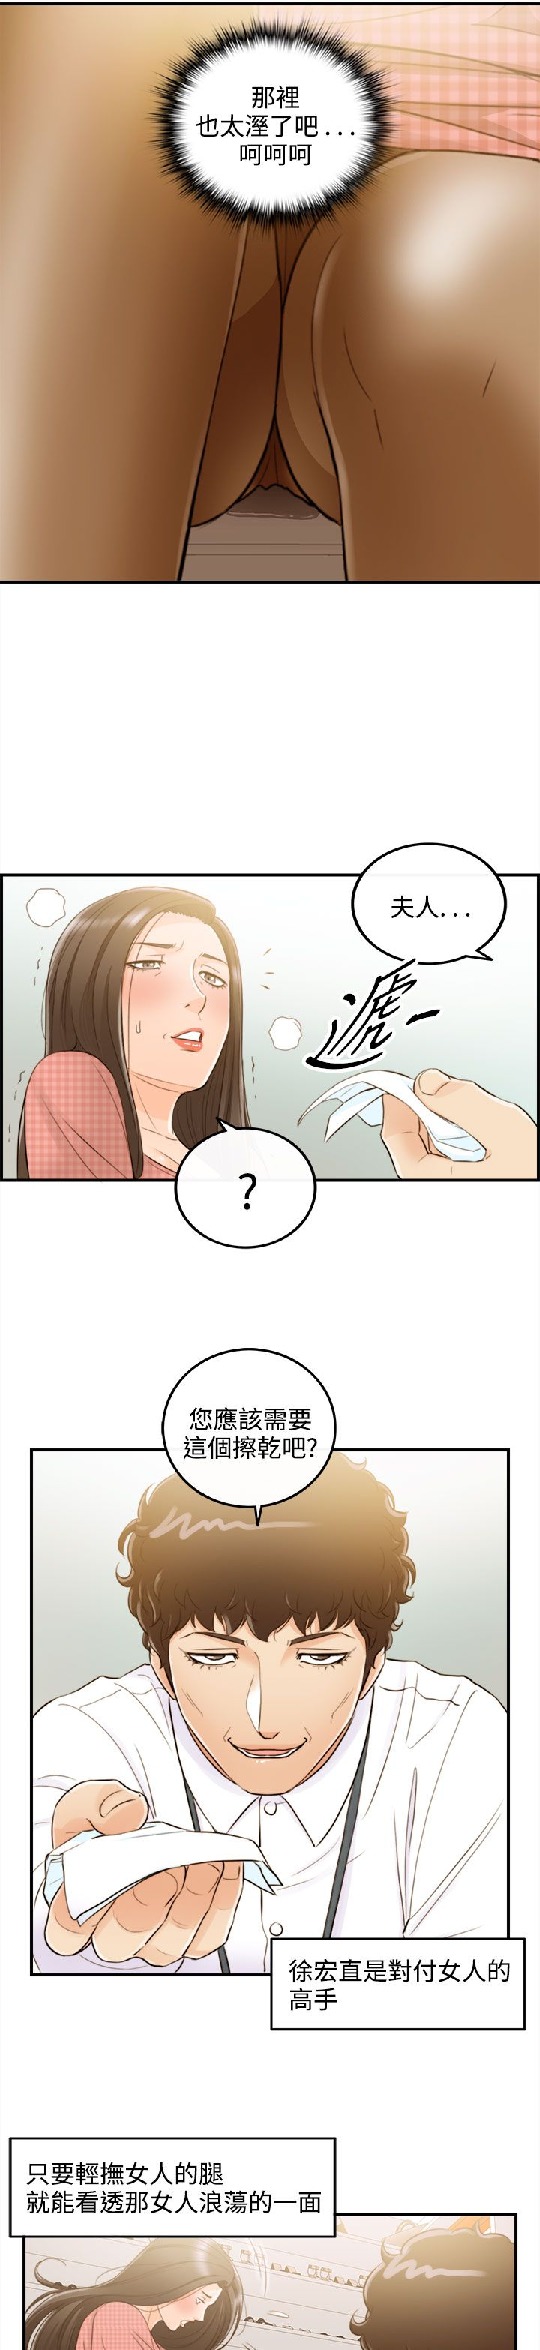 那裡
也太溼了吧...
呵呵呵
夫人...
遞ー
?
您應該需要
這個擦乾吧?
徐宏直是對付女人的
高手
只要輕撫女人的腿
就能看透那女人浪蕩的一面